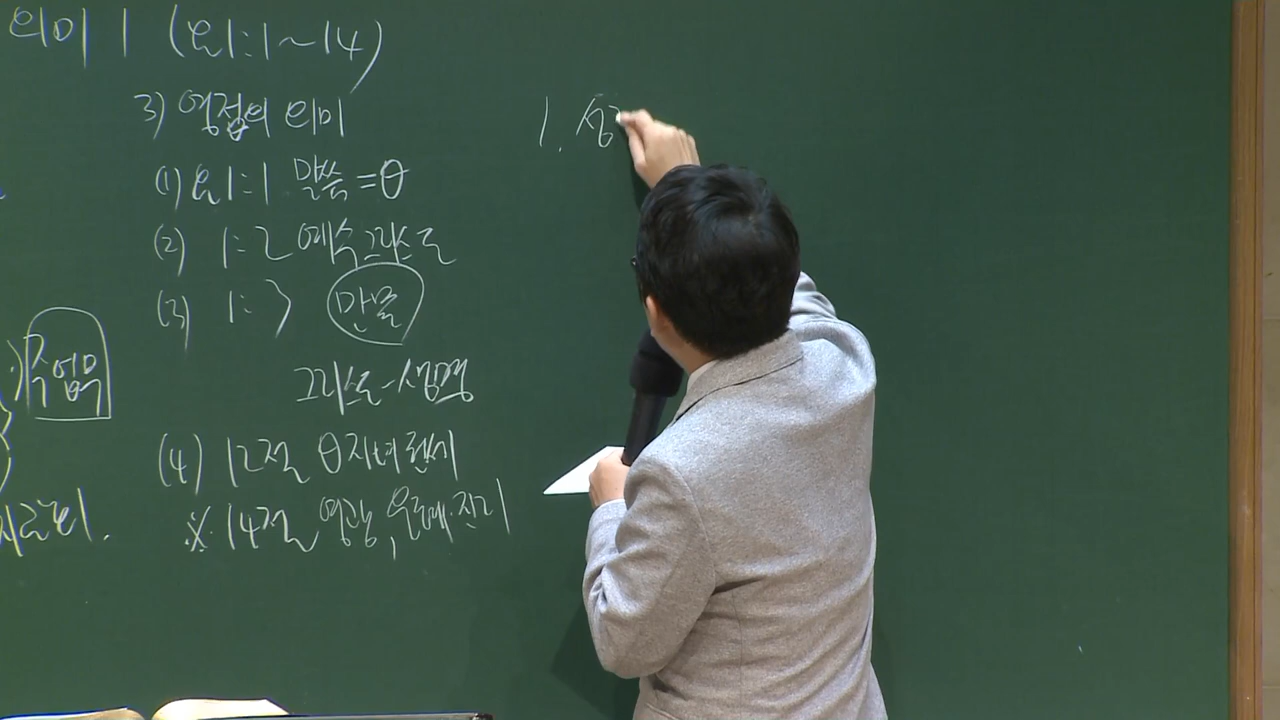 의미 1 (요1:1~14)
3) 영접의 의미
(1) 요1:1 말씀=θ
(2) 1:2 예수그리스도
(3) 1:3 만물
그리스도-생명
(4) 12절 θ자녀 권세
※ 14절 영광, 은혜·진리
1. 성